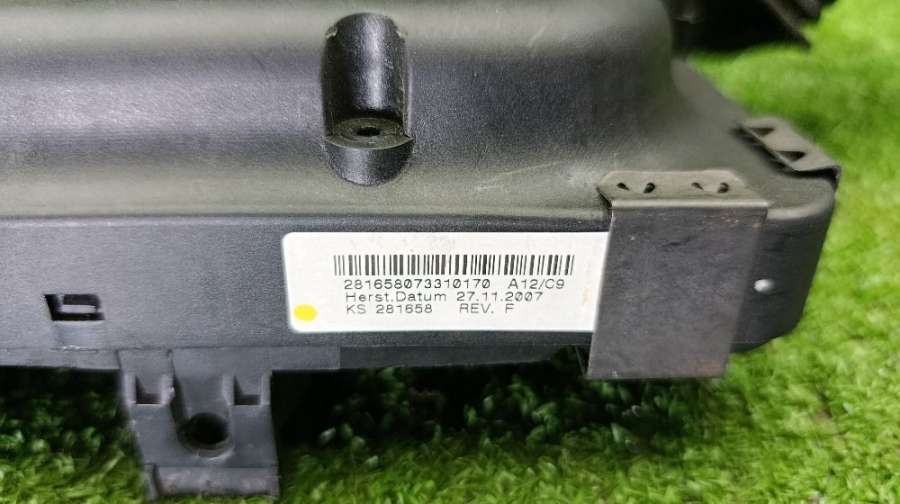 281658073310170 A12/C9
Herst.Datum 27.11.2007
KS 281658 REV. F